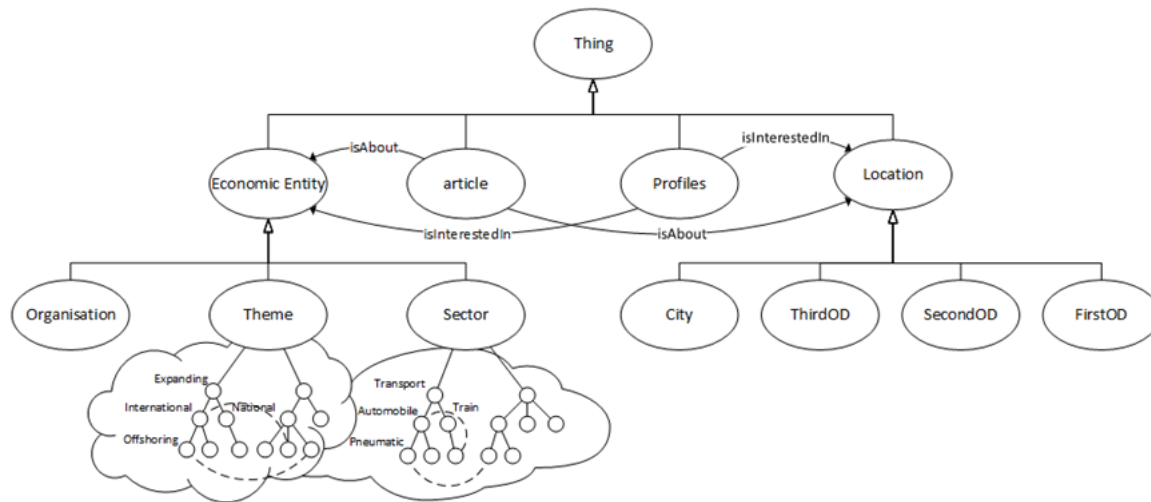 Thing
isInterestedIn
isAbout
Economic Entity
article
Profiles
Location
isInterestedIn
isAbout
Organisation
Theme
Sector
City
ThirdOD
SecondOD
FirstOD
Expanding
International
National
Offshoring
Transport
Automobile
Train
Pneumatic